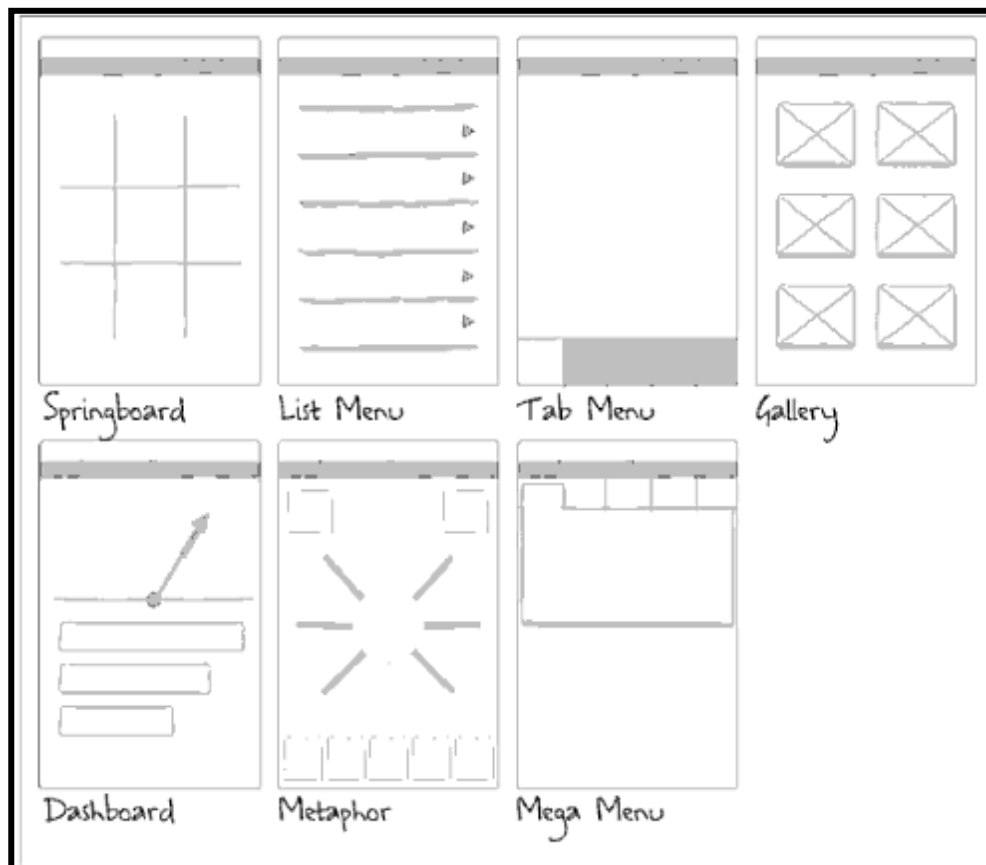 Springboard
List Menu
Tab Menu
Gallery
Dashboard
Metaphor
Mega Menu